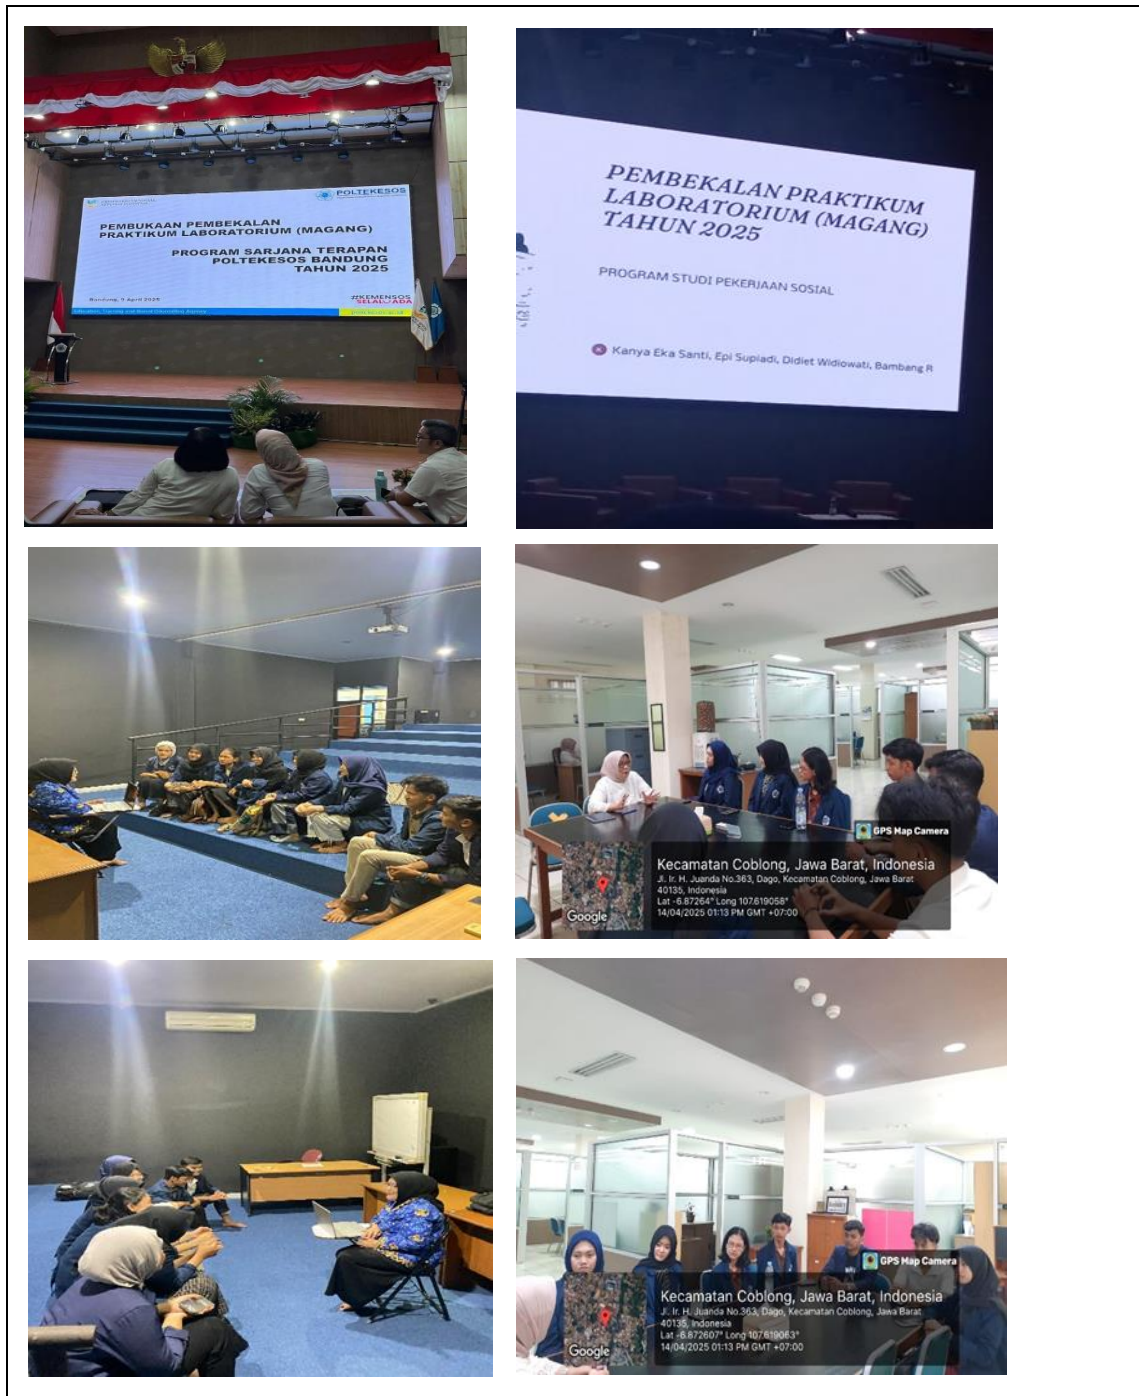 POLTEKESOS
PEMBUKAAN PEMBEKALAN
PRAKTIKUM LABORATORIUM (MAGANG)
PROGRAM SARJANA TERAPAN
POLTEKESOS BANDUNG
TAHUN 2025
Bandung, 9 April 2025
#KEMENSOS
SELALU ADA
PEMBEKALAN PRAKTIKUM
LABORATORIUM (MAGANG)
TAHUN 2025
PROGRAM STUDI PEKERJAAN SOSIAL
K Kanya Eka Santi, Epi Supiadi, Didiet Widiowati, Bambang R
GPS Map Camera
Kecamatan Coblong, Jawa Barat, Indonesia
Jl. Ir. H. Juanda No.363, Dago, Kecamatan Coblong, Jawa Barat
40135, Indonesia
Lat -6.87264° Long 107.619058°
14/04/2025 01:13 PM GMT +07:00
Google
GPS Map Camera
Kecamatan Coblong, Jawa Barat, Indonesia
Jl. Ir. H. Juanda No.363, Dago, Kecamatan Coblong, Jawa Barat
40135, Indonesia
Lat -6.872607° Long 107.619063°
14/04/2025 01:13 PM GMT +07:00
Google